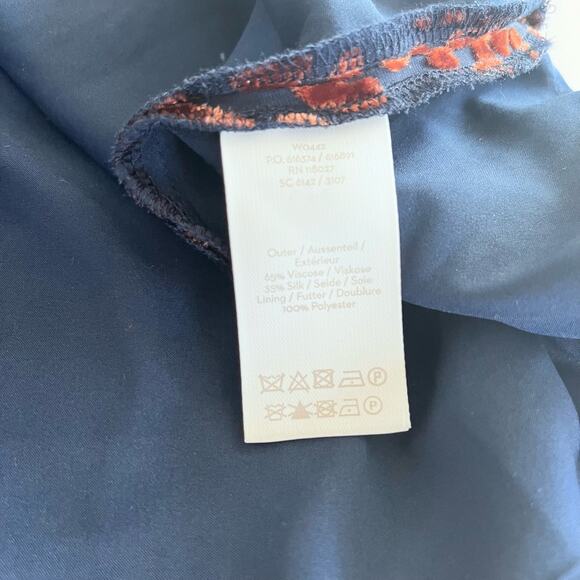 W0442
P.O. 616574 / 616891
RN 116027
SC 6142 / 3107
Outer / Aussenteil /
Extérieur
65% Viscose / Viskose
35% Silk / Seide / Soie
Lining / Futter / Doublure
100% Polyester
P
P